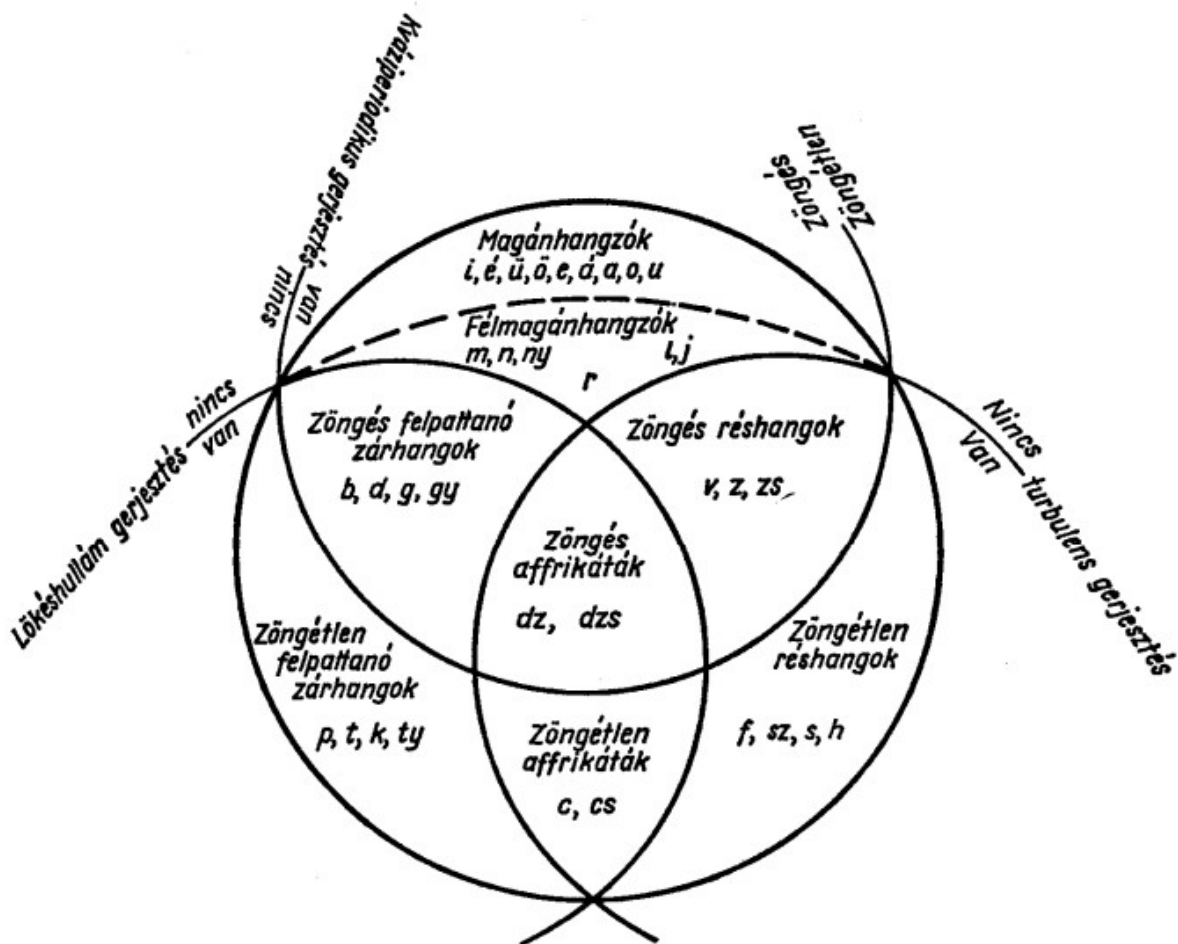 Kváziperiodikus gerjesztés
nincs
van
Zöngétlen
Zöngés
Magánhangzók
i, é, ü, ö, e, á, a, o, u
Félmagánhangzók
m, n, ny
l, j
r
Lökéshullám gerjesztés
nincs
van
Nincs
Van
turbulens gerjesztés
Zöngés felpattanó
zárhangok
b, d, g, gy
Zöngés réshangok
v, z, zs
Zöngés
affrikáták
dz, dzs
Zöngétlen
felpattanó
zárhangok
p, t, k, ty
Zöngétlen
réshangok
f, sz, s, h
Zöngétlen
affrikáták
c, cs